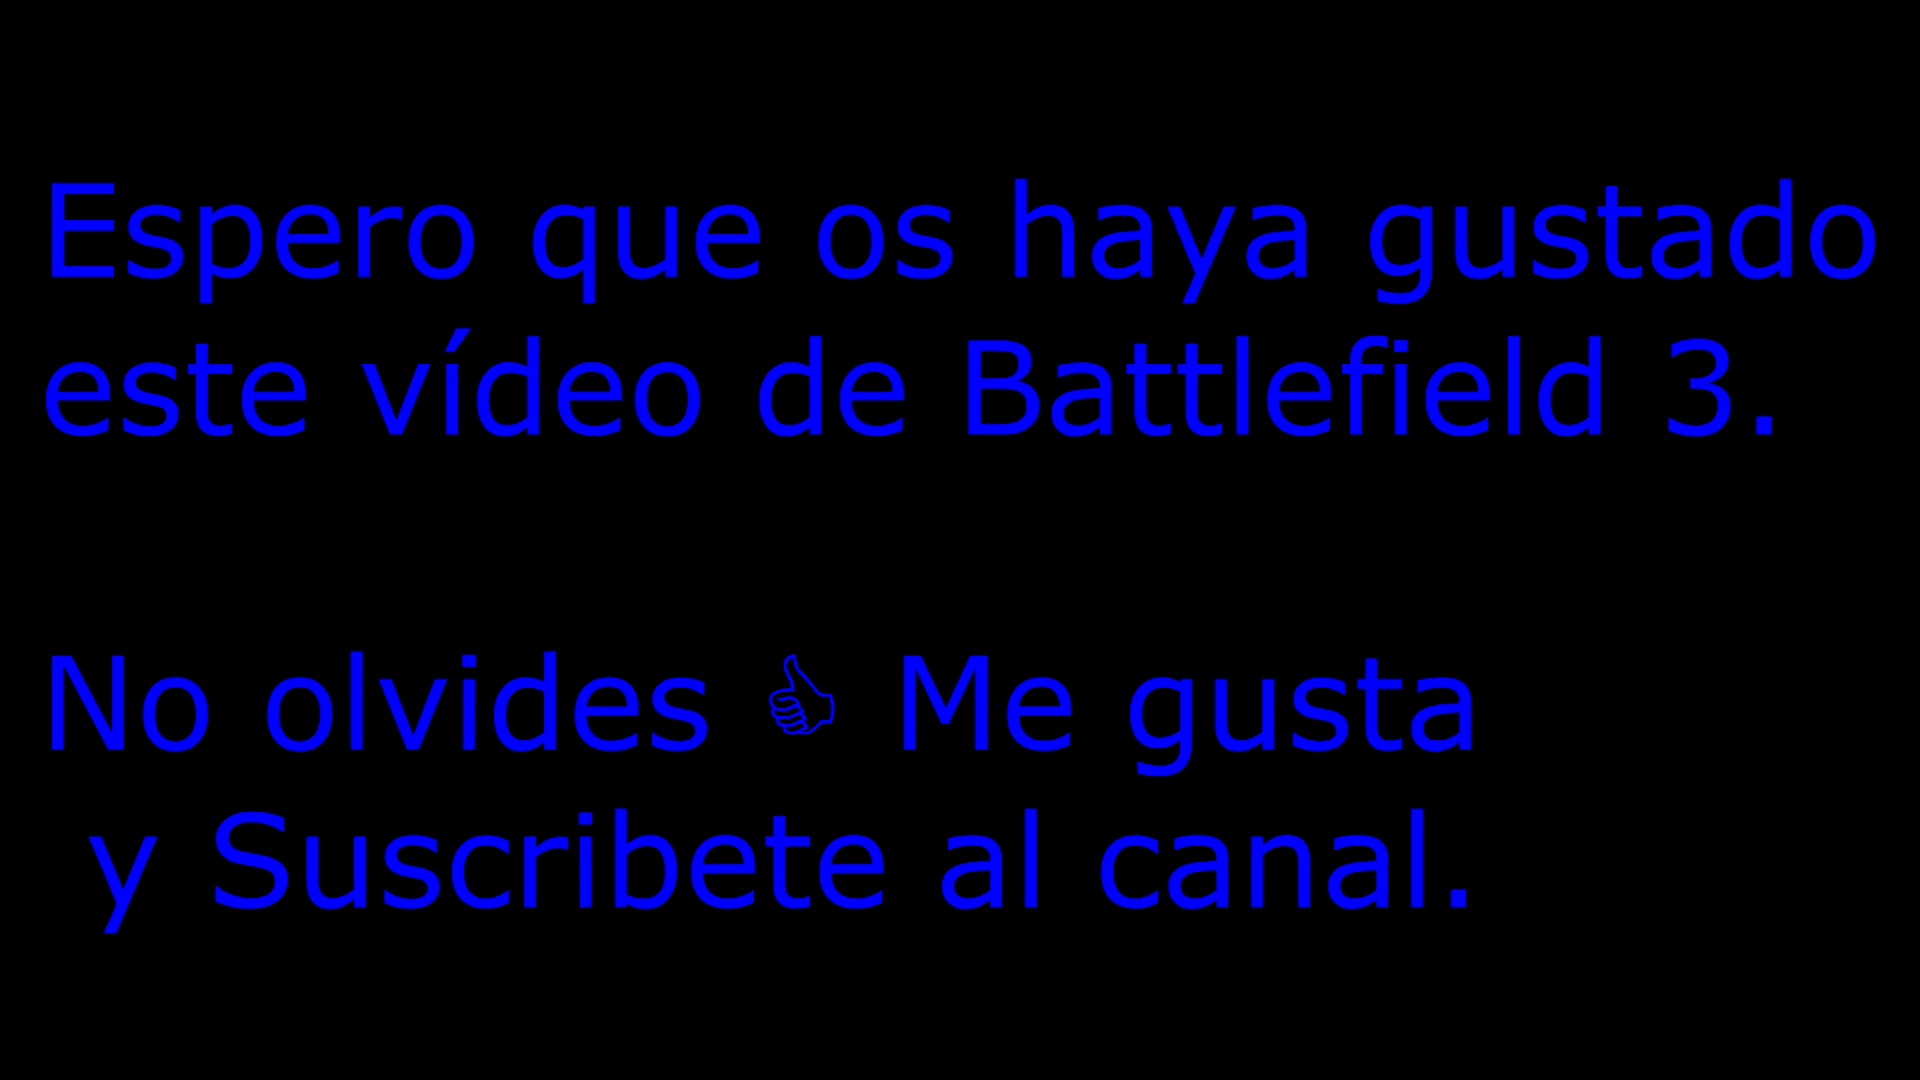 Espero que os haya gustado
este vídeo de Battlefield 3.
No olvides 👍 Me gusta
y Suscribete al canal.